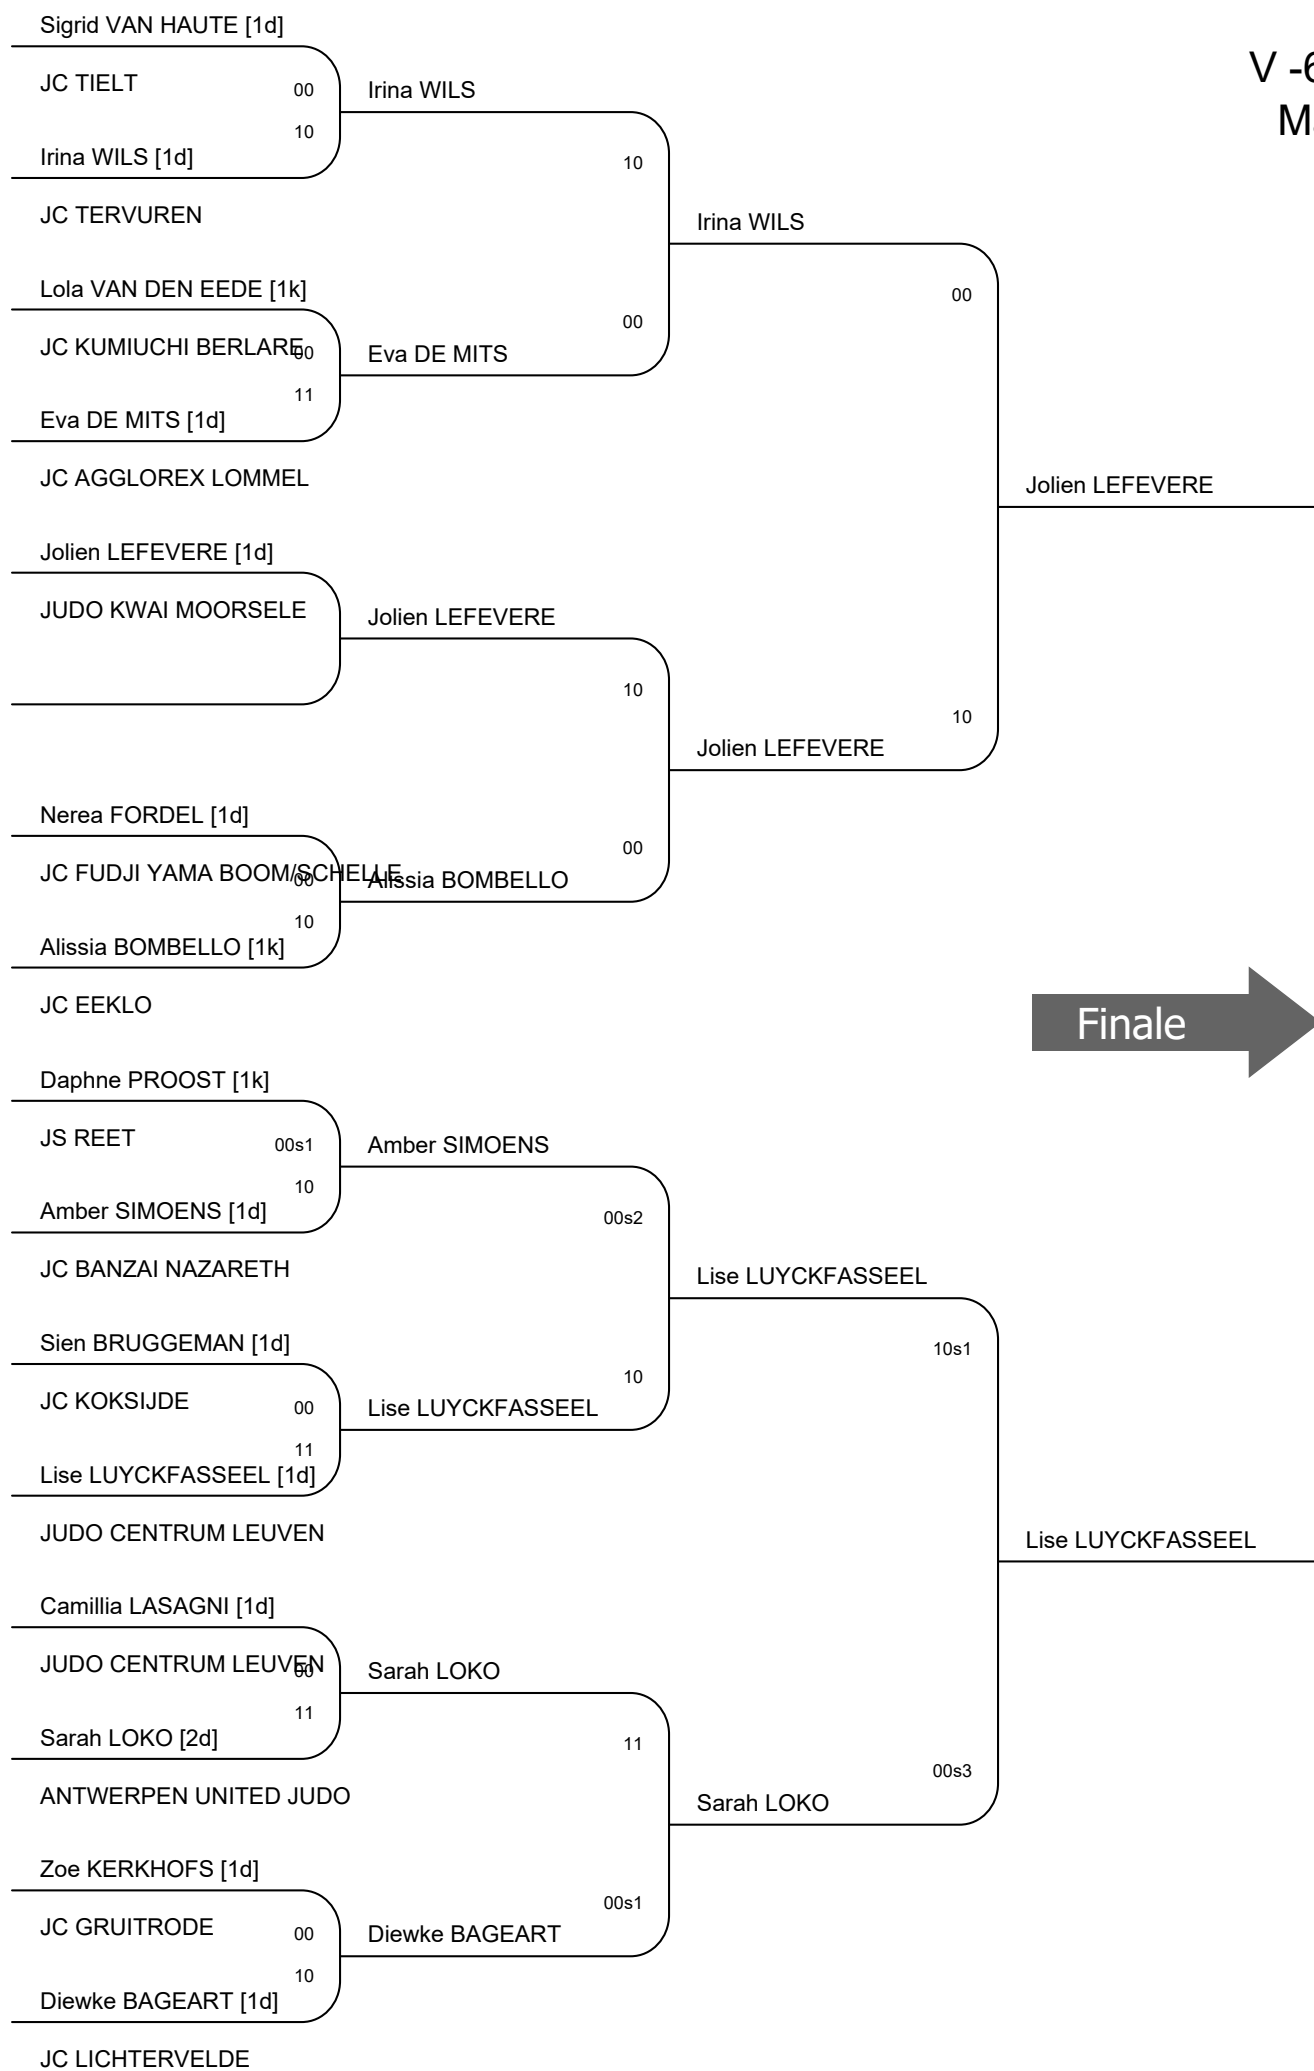 Sigrid VAN HAUTE [1d]
V -6
JC TIELT
00
Irina WILS
M
10
Irina WILS [1d]
10
JC TERVUREN
Irina WILS
Lola VAN DEN EEDE [1k]
00
00
JC KUMIUCHI BERLARE
00
Eva DE MITS
11
Eva DE MITS [1d]
JC AGGLOREX LOMMEL
Jolien LEFEVERE
Jolien LEFEVERE [1d]
JUDO KWAI MOORSELE
Jolien LEFEVERE
10
10
Jolien LEFEVERE
Nerea FORDEL [1d]
00
JC FUDJI YAMA BOOM/SCHELLE
00
Alissia BOMBELLO
10
Alissia BOMBELLO [1k]
JC EEKLO
Finale
Daphne PROOST [1k]
JS REET
00s1
Amber SIMOENS
10
Amber SIMOENS [1d]
00s2
JC BANZAI NAZARETH
Lise LUYCKFASSEEL
Sien BRUGGEMAN [1d]
10s1
10
JC KOKSIJDE
00
Lise LUYCKFASSEEL
11
Lise LUYCKFASSEEL [1d]
JUDO CENTRUM LEUVEN
Lise LUYCKFASSEEL
Camillia LASAGNI [1d]
JUDO CENTRUM LEUVEN
00
Sarah LOKO
11
Sarah LOKO [2d]
11
00s3
ANTWERPEN UNITED JUDO
Sarah LOKO
Zoe KERKHOFS [1d]
00s1
JC GRUITRODE
00
Diewke BAGEART
10
Diewke BAGEART [1d]
JC LICHTERVELDE